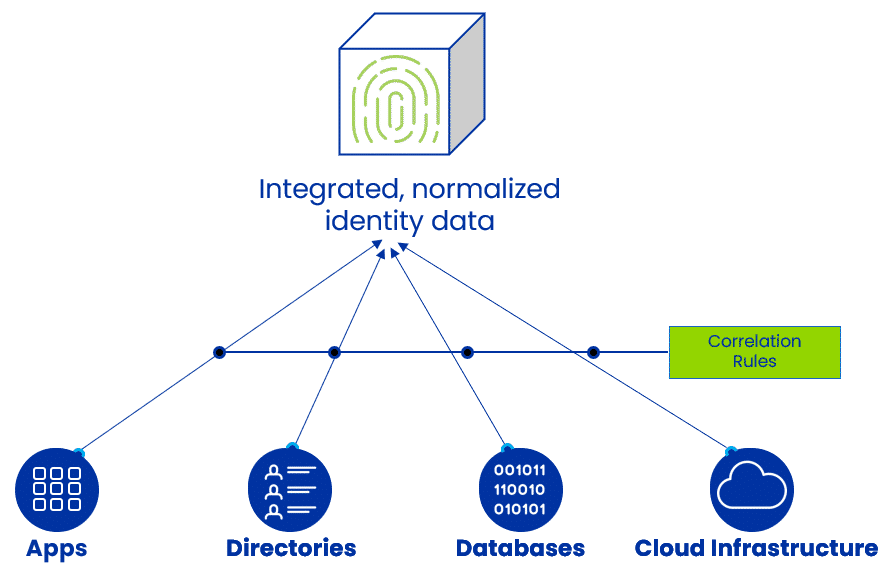 Integrated, normalized
identity data
Correlation
Rules
001011
110010
010101
Apps
Directories
Databases
Cloud Infrastructure